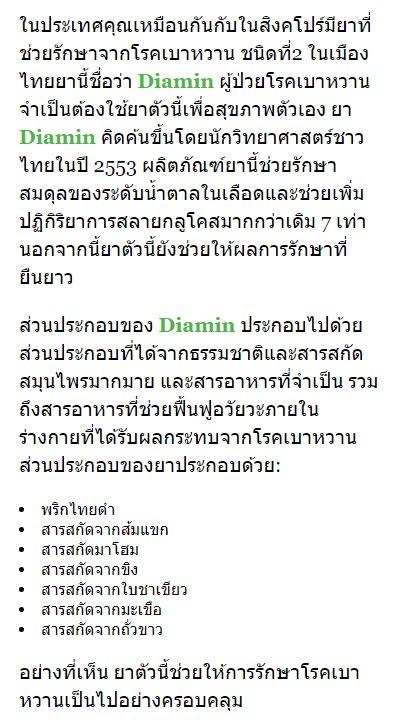 ในประเทศคุณเหมือนกันกับในสิงคโปร์มียาที่
ช่วยรักษาจากโรคเบาหวาน ชนิดที่2 ในเมือง
ไทยยานี้ชื่อว่า Diamin ผู้ป่วยโรคเบาหวาน
จำเป็นต้องใช้ยาตัวนี้เพื่อสุขภาพตัวเอง ยา
Diamin คิดค้นขึ้นโดยนักวิทยาศาสตร์ชาว
ไทยในปี 2553 ผลิตภัณฑ์ยานี้ช่วยรักษา
สมดุลของระดับน้ำตาลในเลือดและช่วยเพิ่ม
ปฏิกิริยาการสลายกลูโคสมากกว่าเดิม 7 เท่า
นอกจากนี้ยาตัวนี้ยังช่วยให้ผลการรักษาที่
ยืนยาว
ส่วนประกอบของ Diamin ประกอบไปด้วย
ส่วนประกอบที่ได้จากธรรมชาติและสารสกัด
สมุนไพรมากมาย และสารอาหารที่จำเป็น รวม
ถึงสารอาหารที่ช่วยฟื้นฟูอวัยวะภายใน
ร่างกายที่ได้รับผลกระทบจากโรคเบาหวาน
ส่วนประกอบของยาประกอบด้วย:
• พริกไทยดำ
• สารสกัดจากส้มแขก
• สารสกัดมาโฮม
• สารสกัดจากขิง
• สารสกัดจากใบชาเขียว
• สารสกัดจากมะเขือ
• สารสกัดจากถั่วขาว
อย่างที่เห็น ยาตัวนี้ช่วยให้การรักษาโรคเบา
หวานเป็นไปอย่างครอบคลุม